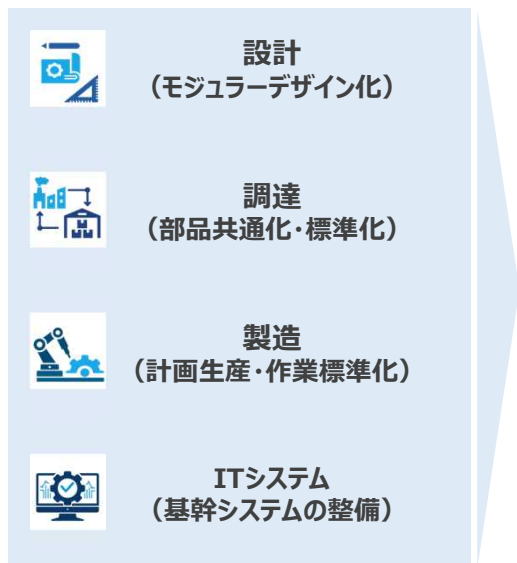 設計
（モジュラーデザイン化）
調達
（部品共通化・標準化）
製造
（計画生産・作業標準化）
ITシステム
（基幹システムの整備）